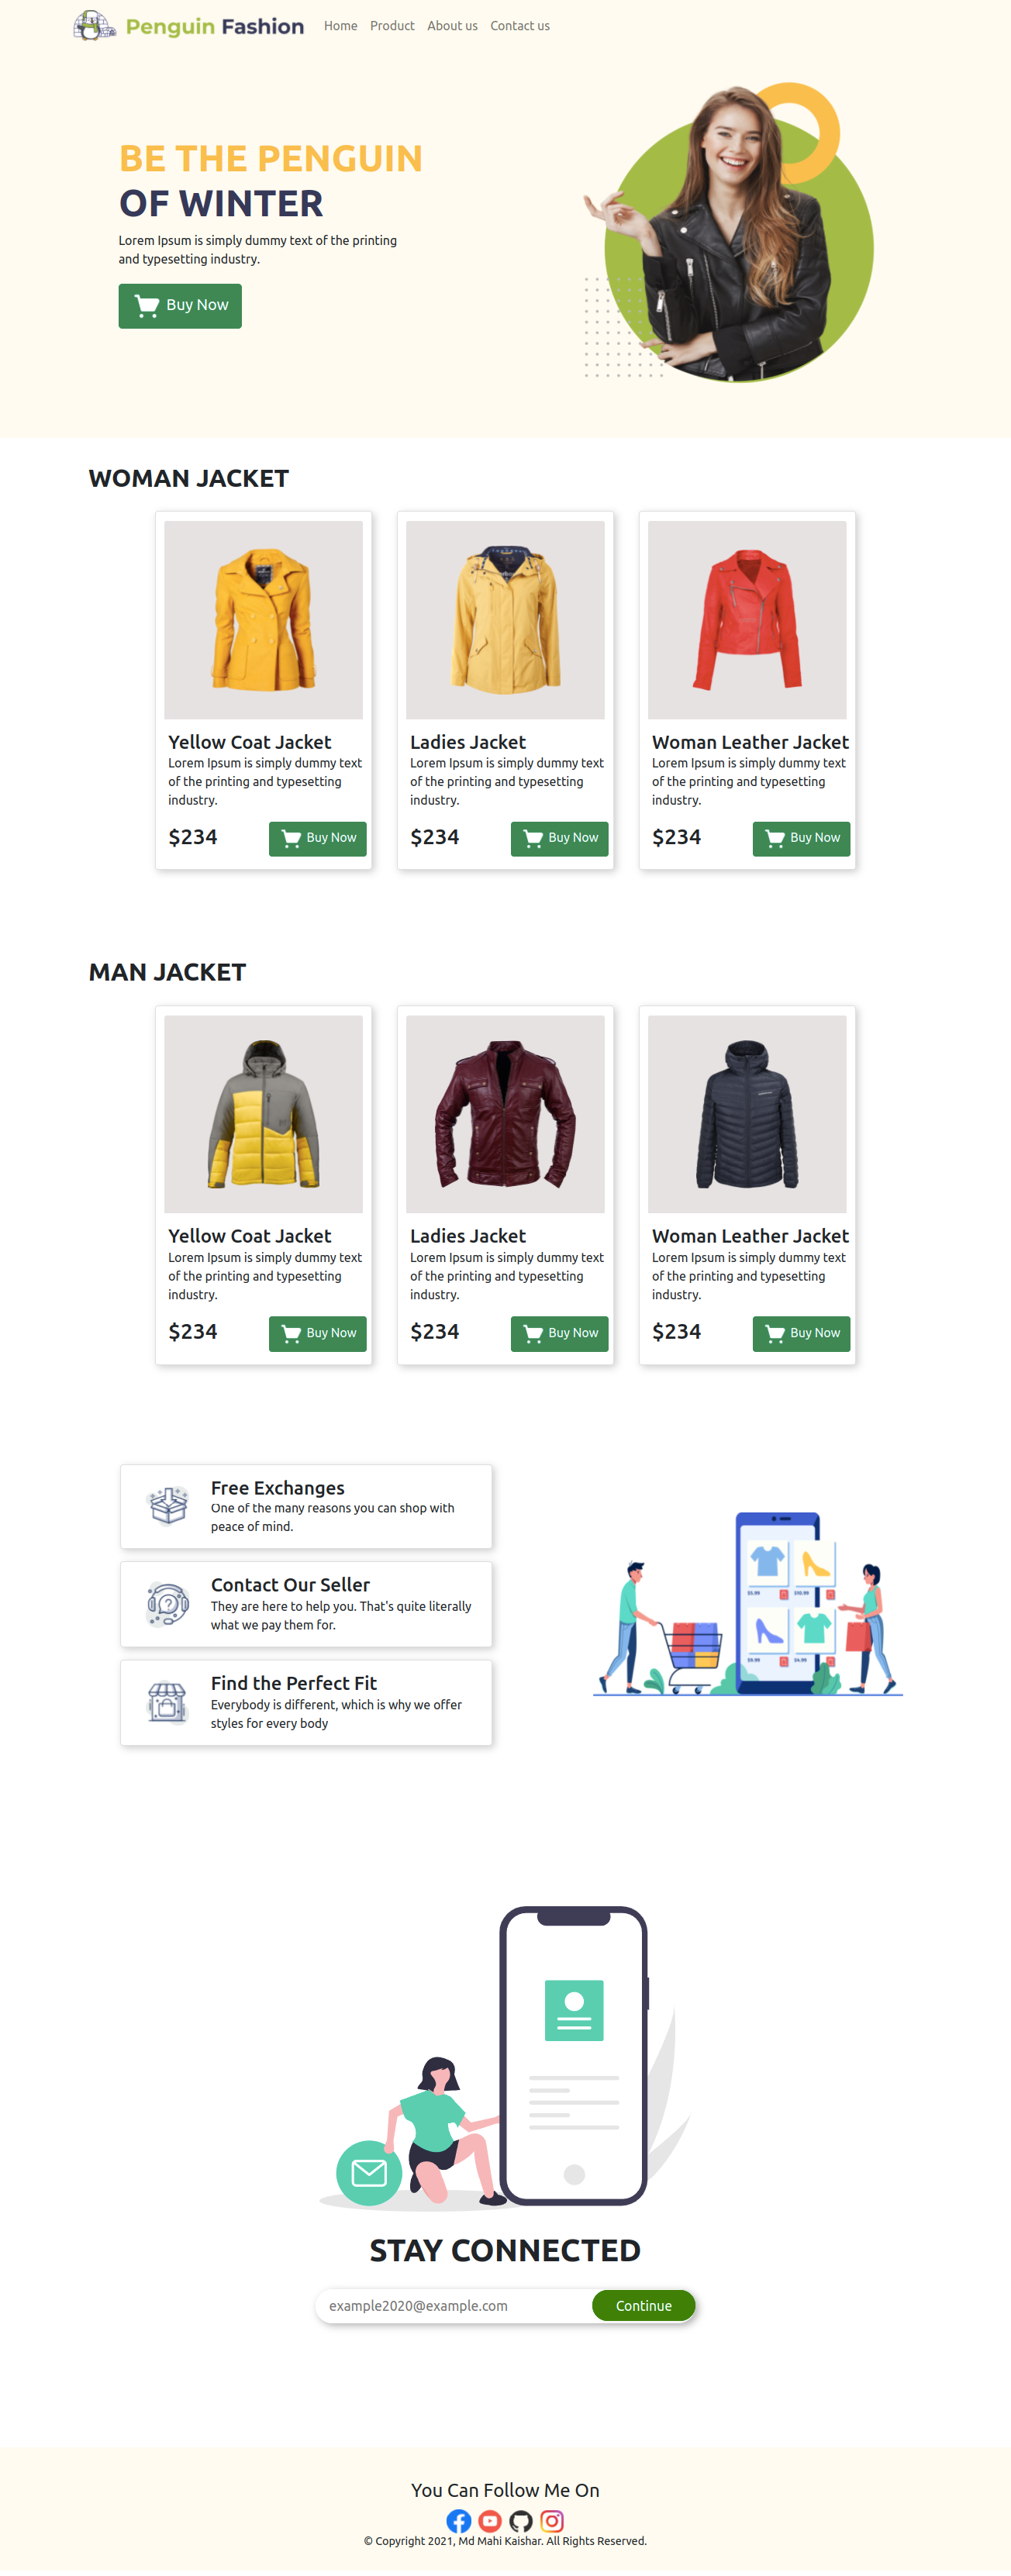 Penguin Fashion
Home Product About us Contact us
BE THE PENGUIN
OF WINTER
Lorem Ipsum is simply dummy text of the printing
and typesetting industry.
Buy Now
WOMAN JACKET
Yellow Coat Jacket
Lorem Ipsum is simply dummy text
of the printing and typesetting
industry.
$234 Buy Now
Ladies Jacket
Lorem Ipsum is simply dummy text
of the printing and typesetting
industry.
$234 Buy Now
Woman Leather Jacket
Lorem Ipsum is simply dummy text
of the printing and typesetting
industry.
$234 Buy Now
MAN JACKET
Yellow Coat Jacket
Lorem Ipsum is simply dummy text
of the printing and typesetting
industry.
$234 Buy Now
Ladies Jacket
Lorem Ipsum is simply dummy text
of the printing and typesetting
industry.
$234 Buy Now
Woman Leather Jacket
Lorem Ipsum is simply dummy text
of the printing and typesetting
industry.
$234 Buy Now
Free Exchanges
One of the many reasons you can shop with
peace of mind.
Contact Our Seller
They are here to help you. That's quite literally
what we pay them for.
Find the Perfect Fit
Everybody is different, which is why we offer
styles for every body
STAY CONNECTED
example2020@example.com Continue
You Can Follow Me On
© Copyright 2021, Md Mahi Kaishar. All Rights Reserved.